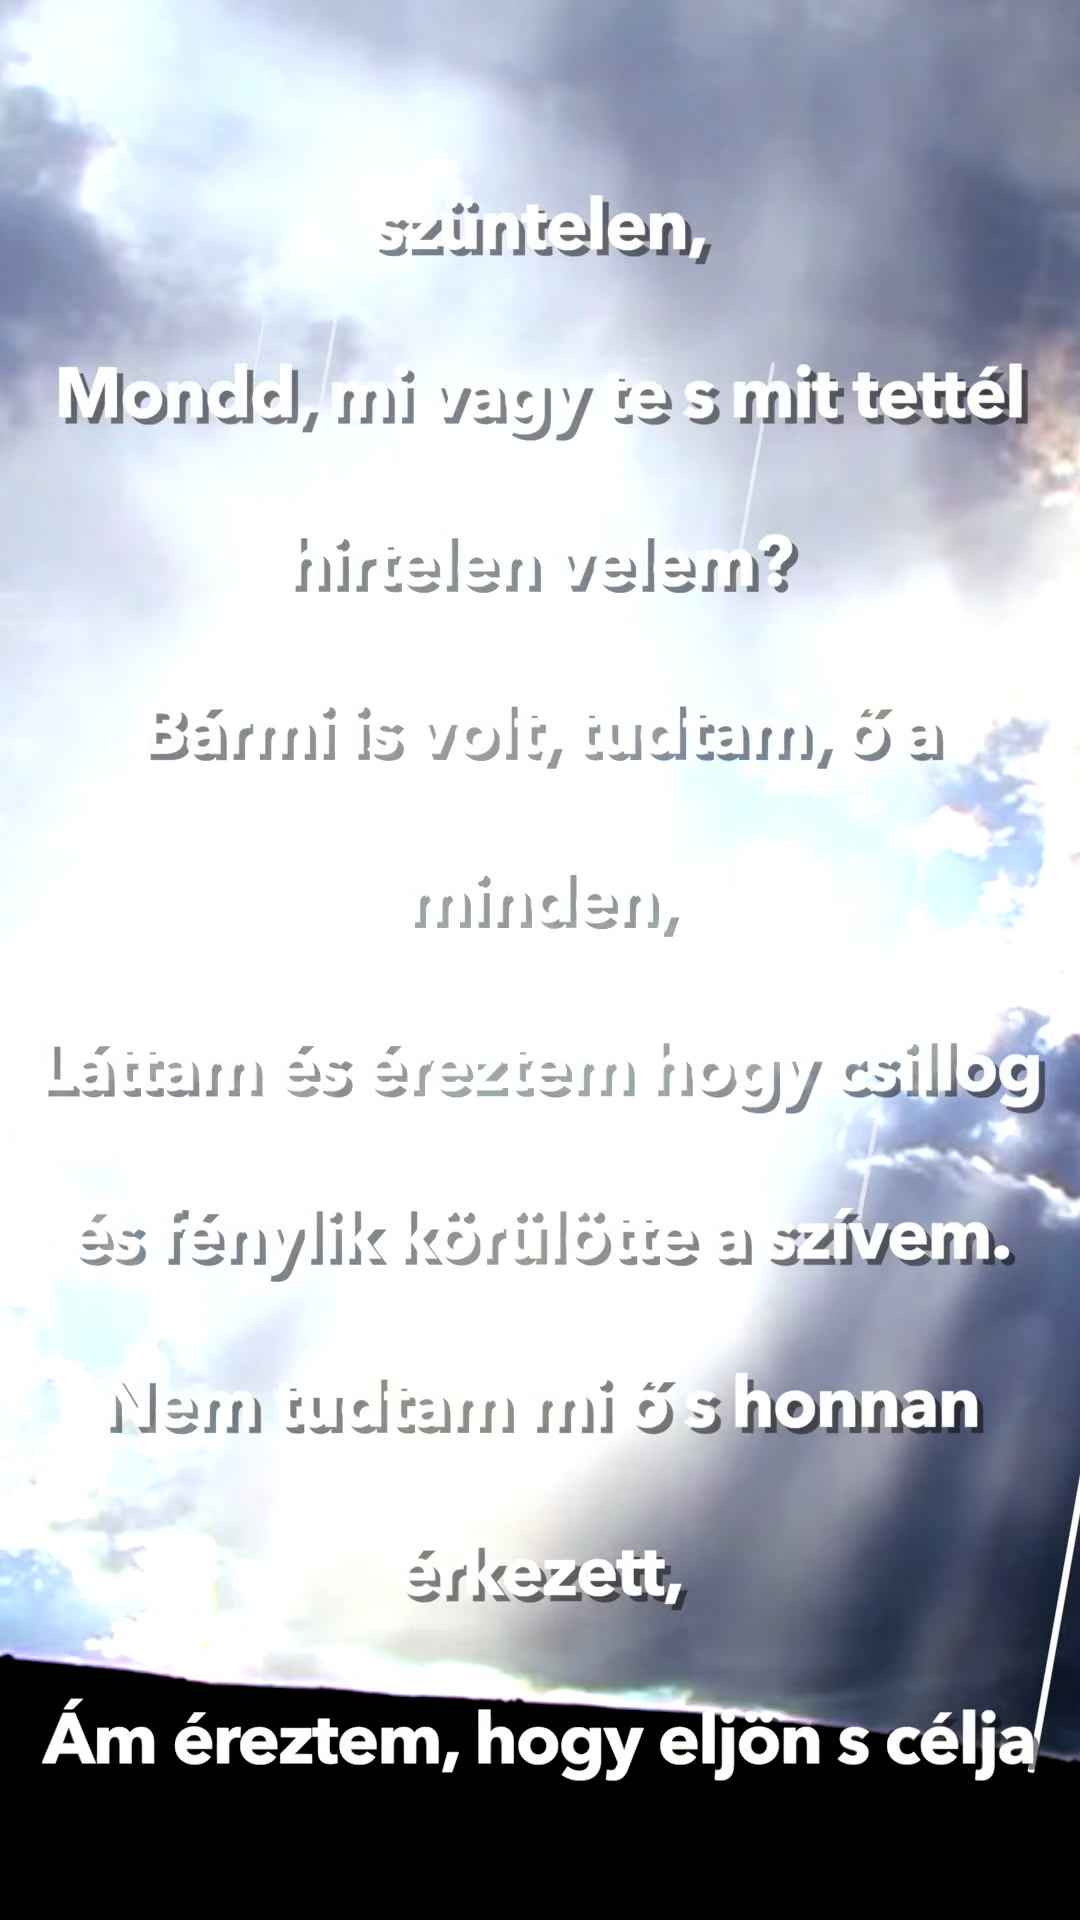 szüntelen,
Mondd, mi vagy te s mit tettél
hirtelen velem?
Bármi is volt, tudtam, ő a
minden,
Láttam és éreztem hogy csillog
és fénylik körülötte a szívem.
Nem tudtam mi ő s honnan
érkezett,
Ám éreztem, hogy eljön s célja